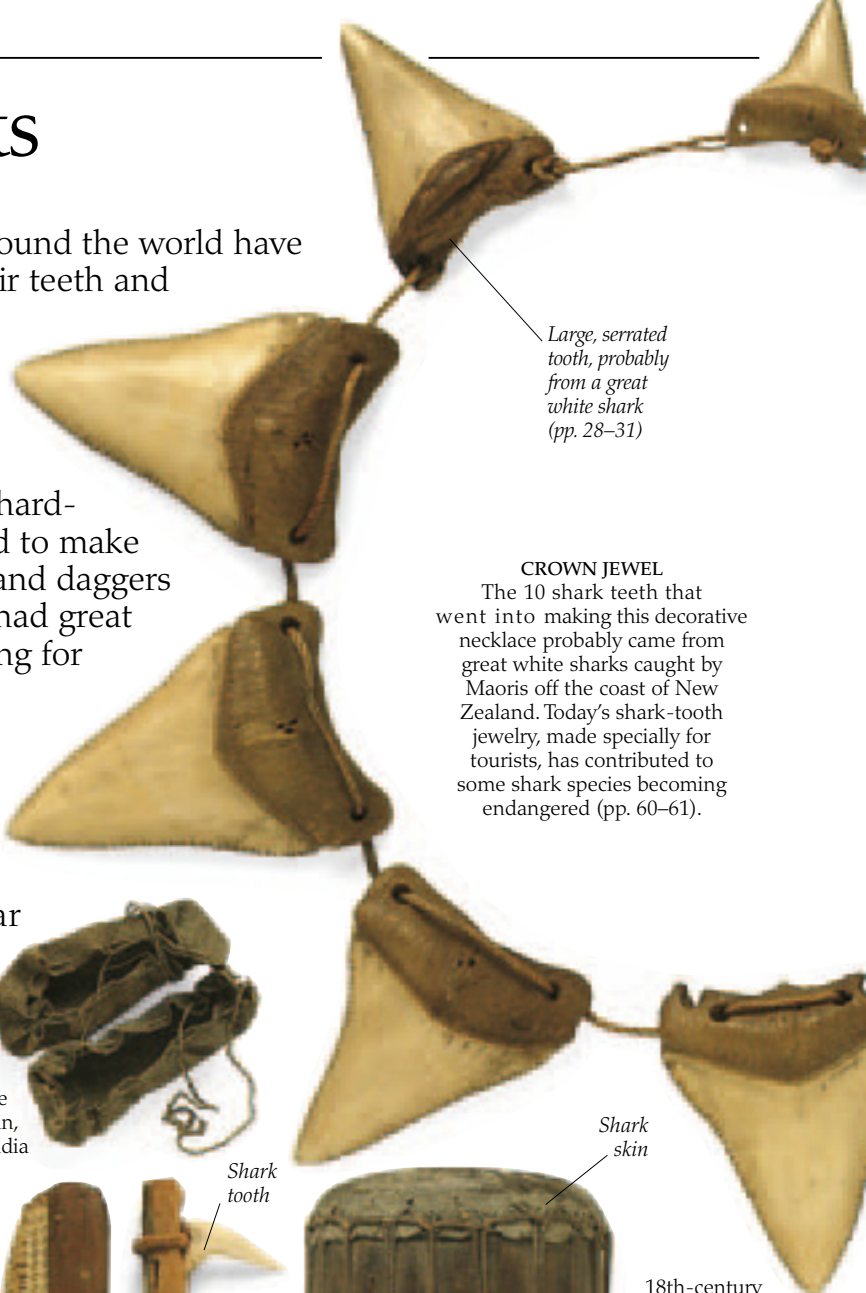 ts
ound the world have
ir teeth and
Large, serrated
tooth, probably
from a great
white shark
(pp. 28–31)
hard-
d to make
and daggers
had great
ng for
CROWN JEWEL
The 10 shark teeth that
went into making this decorative
necklace probably came from
great white sharks caught by
Maoris off the coast of New
Zealand. Today's shark-tooth
jewelry, made specially for
tourists, has contributed to
some shark species becoming
endangered (pp. 60–61).
ar
e
n,
dia
Shark
tooth
Shark
skin
18th-century